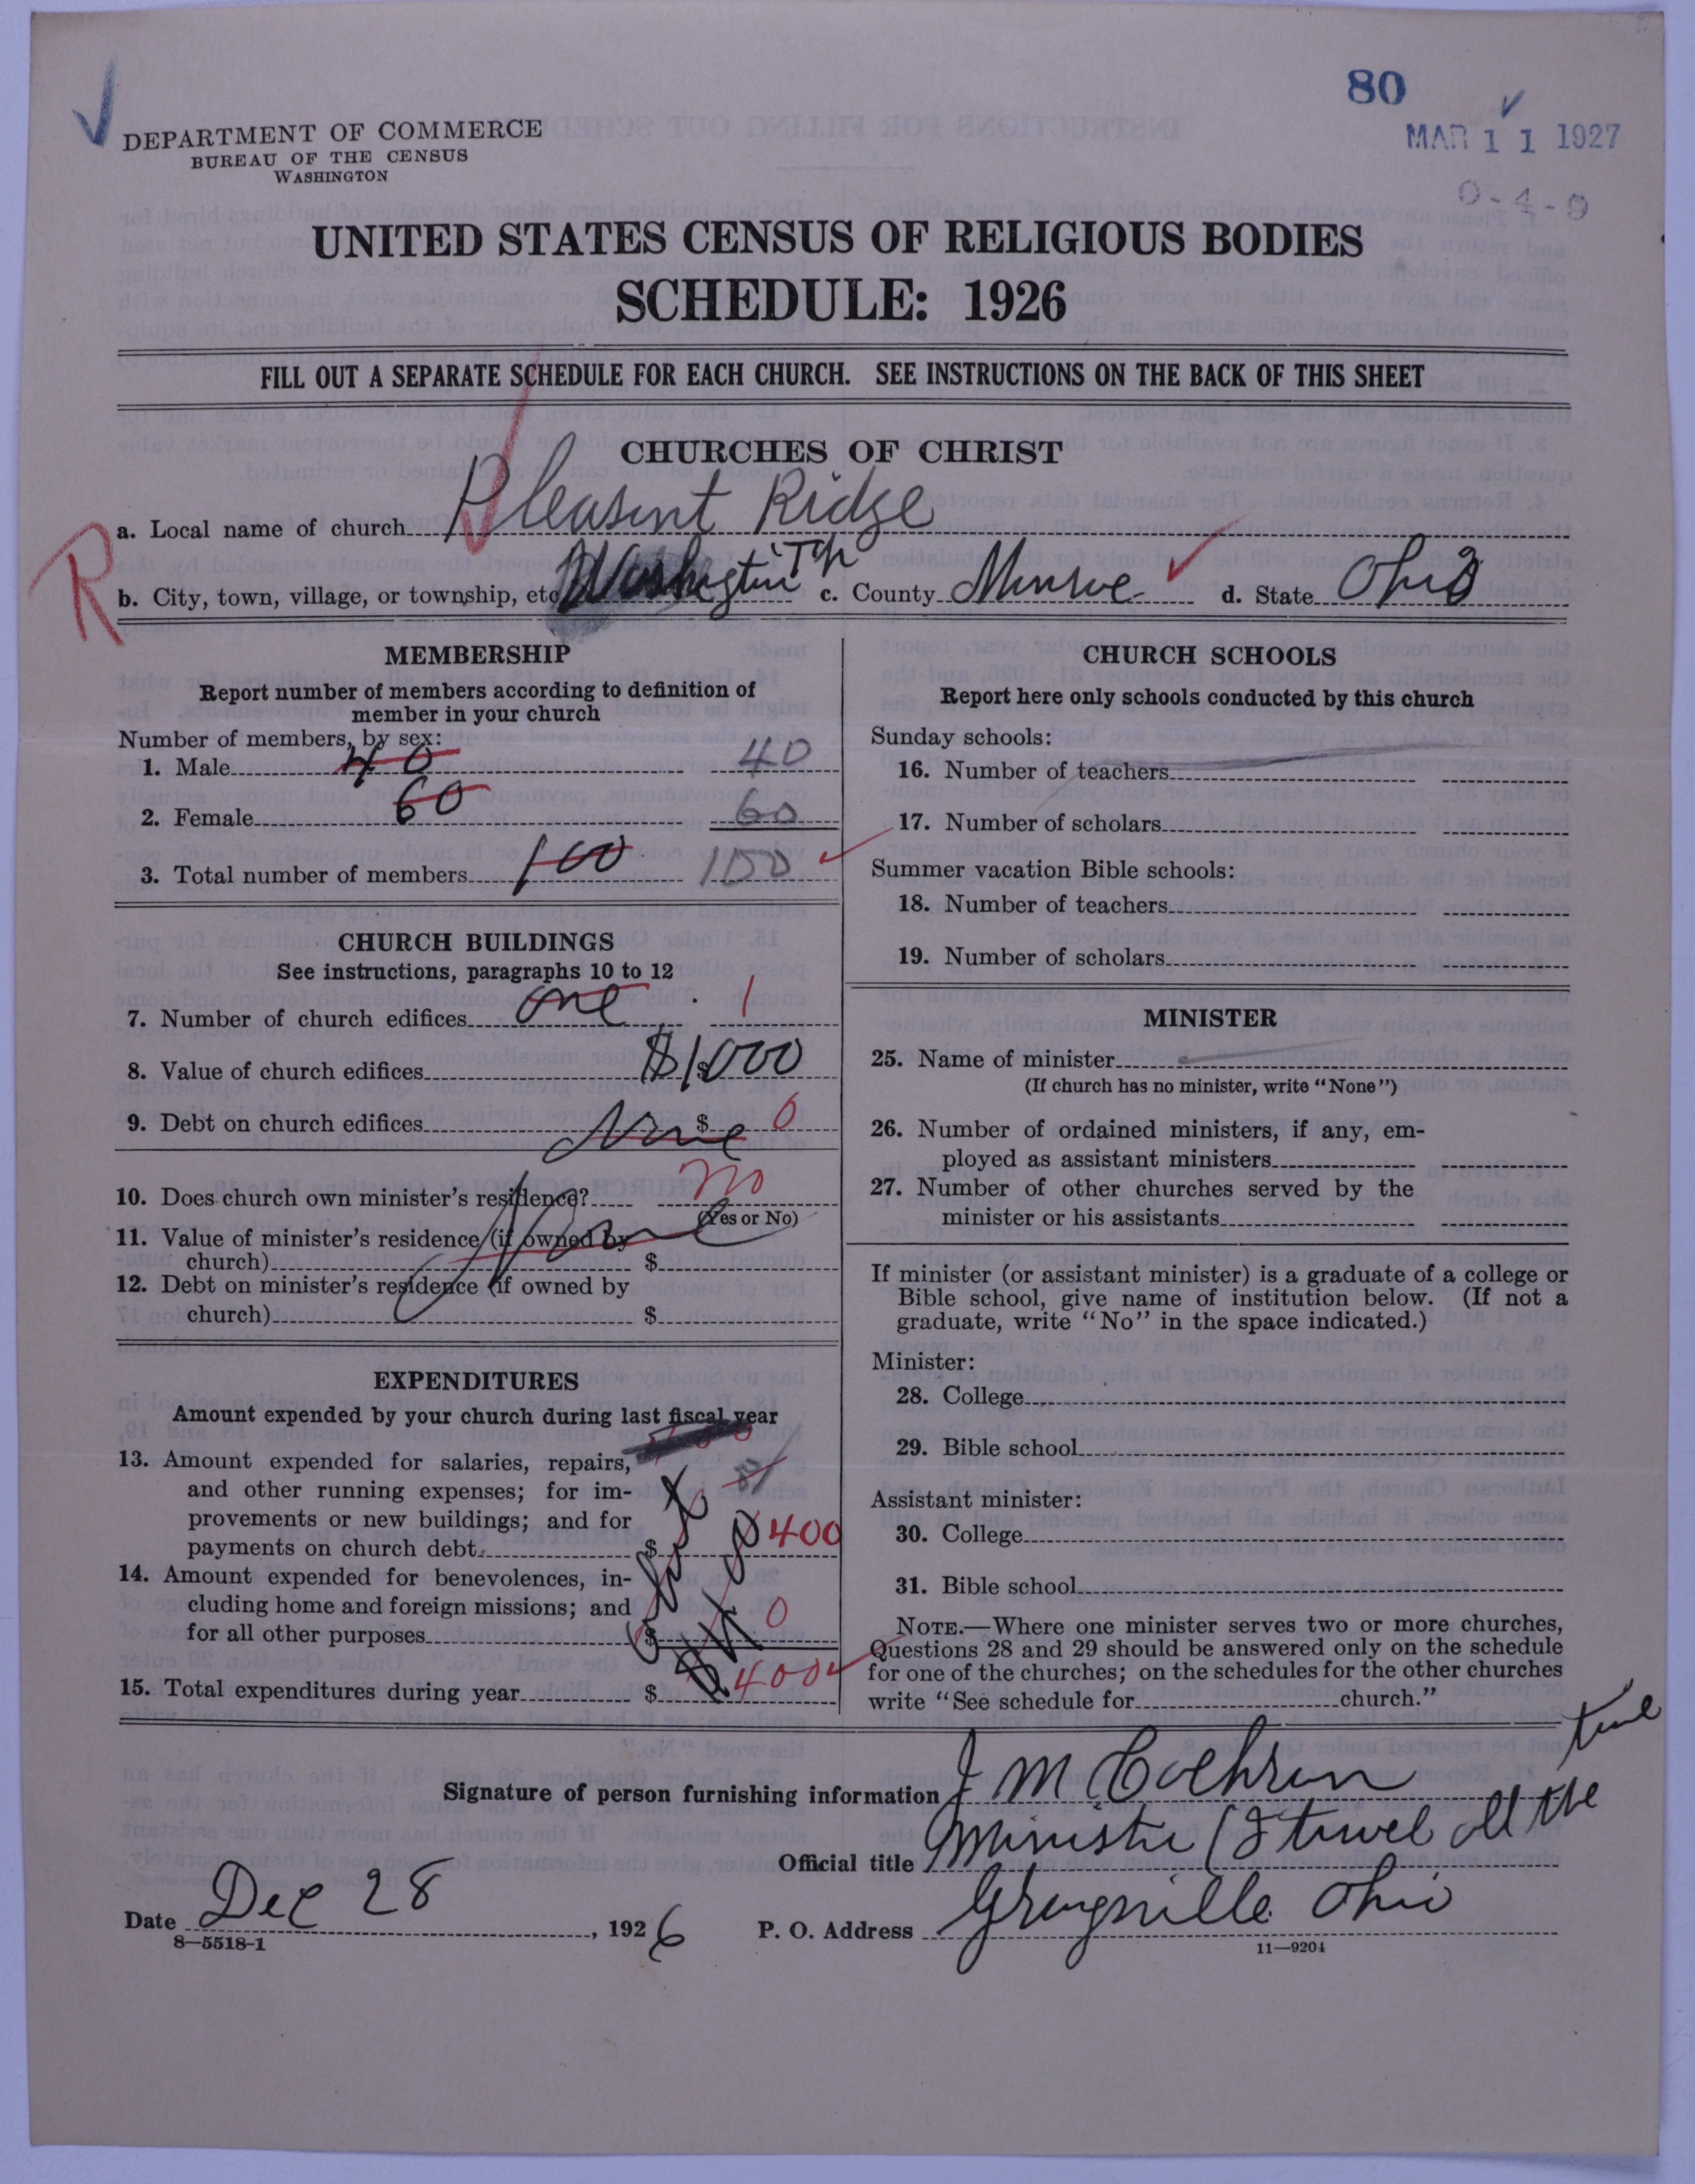 80
MAR 11 1927
0-4-9
DEPARTMENT OF COMMERCE
BUREAU OF THE CENSUS
WASHINGTON
UNITED STATES CENSUS OF RELIGIOUS BODIES
SCHEDULE: 1926
FILL OUT A SEPARATE SCHEDULE FOR EACH CHURCH. SEE INSTRUCTIONS ON THE BACK OF THIS SHEET
CHURCHES OF CHRIST
a. Local name of church Pleasent Ridge
R
b. City, town, village, or township, etc Washington Tp c. County Monroe d. State Ohio
MEMBERSHIP
Report number of members according to definition of
member in your church
Number of members, by sex:
1. Male 40 40
2. Female 60 60
3. Total number of members 100 100
CHURCH BUILDINGS
See instructions, paragraphs 10 to 12
7. Number of church edifices one 1
8. Value of church edifices $ $1000
9. Debt on church edifices None $ 0
10. Does church own minister's residence? no
(Yes or No)
11. Value of minister's residence (if owned by
church) $ None
12. Debt on minister's residence (if owned by
church) $
EXPENDITURES
Amount expended by your church during last fiscal year
13. Amount expended for salaries, repairs,
and other running expenses; for im-
provements or new buildings; and for
payments on church debt $ 400
14. Amount expended for benevolences, in-
cluding home and foreign missions; and
for all other purposes $ 0
15. Total expenditures during year $ 400
CHURCH SCHOOLS
Report here only schools conducted by this church
Sunday schools:
16. Number of teachers
17. Number of scholars
Summer vacation Bible schools:
18. Number of teachers
19. Number of scholars
MINISTER
25. Name of minister
(If church has no minister, write "None")
26. Number of ordained ministers, if any, em-
ployed as assistant ministers
27. Number of other churches served by the
minister or his assistants
If minister (or assistant minister) is a graduate of a college or
Bible school, give name of institution below. (If not a
graduate, write "No" in the space indicated.)
Minister:
28. College
29. Bible school
Assistant minister:
30. College
31. Bible school
NOTE.—Where one minister serves two or more churches,
Questions 28 and 29 should be answered only on the schedule
for one of the churches; on the schedules for the other churches
write "See schedule for church."
Signature of person furnishing information J M Cochran
Official title Ministe (I travel all the time
Date Dec 28, 1926 P. O. Address Graysville Ohio
8—5518-1
11—9204